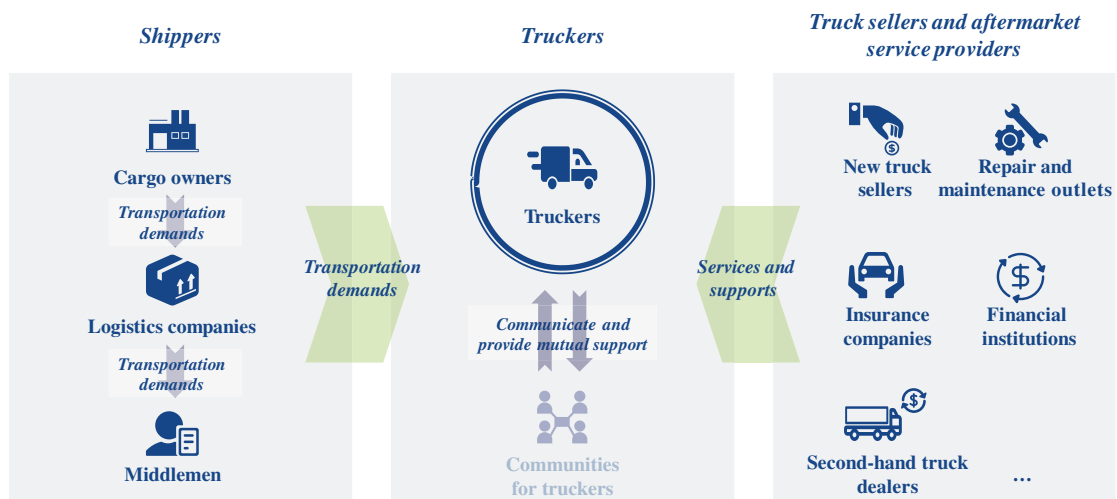 Shippers
Cargo owners
Transportation
demands
Logistics companies
Transportation
demands
Middlemen
Transportation
demands
Truckers
Truckers
Communicate and
provide mutual support
Communities
for truckers
Services and
supports
Truck sellers and aftermarket
service providers
New truck
sellers
Repair and
maintenance outlets
Insurance
companies
Financial
institutions
Second-hand truck
dealers
...